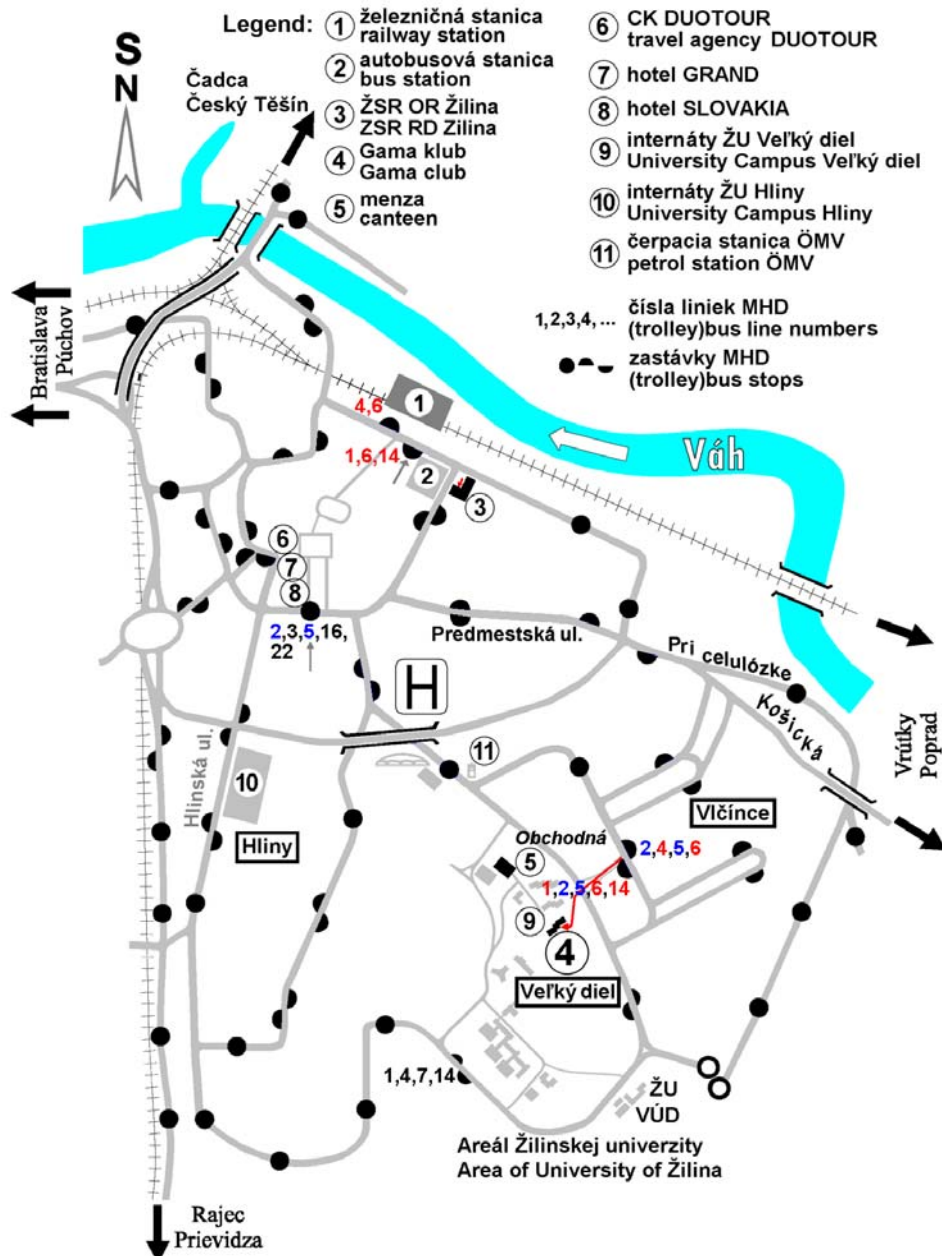 Legend:
1 železničná stanica
railway station
2 autobusová stanica
bus station
3 ŽSR OR Žilina
ZSR RD Zilina
4 Gama klub
Gama club
5 menza
canteen
6 CK DUOTOUR
travel agency DUOTOUR
7 hotel GRAND
8 hotel SLOVAKIA
9 internáty ŽU Veľký diel
University Campus Veľký diel
10 internáty ŽU Hliny
University Campus Hliny
11 čerpacia stanica ÖMV
petrol station ÖMV
1,2,3,4, ... čísla liniek MHD
(trolley)bus line numbers
zastávky MHD
(trolley)bus stops
S
N
Čadca
Český Těšín
Bratislava
Púchov
4,6
1
1,6,14
2
3
Váh
6
7
8
2,3,5,16,
22
Predmestská ul.
Pri celulózke
Košická
Vrútky
Poprad
H
11
Hlinská ul.
10
Hliny
Vlčínce
Obchodná
5
2,4,5,6
1,2,5,6,14
9
4
Veľký diel
1,4,7,14
ŽU
VÚD
Areál Žilinskej univerzity
Area of University of Žilina
Rajec
Prievidza